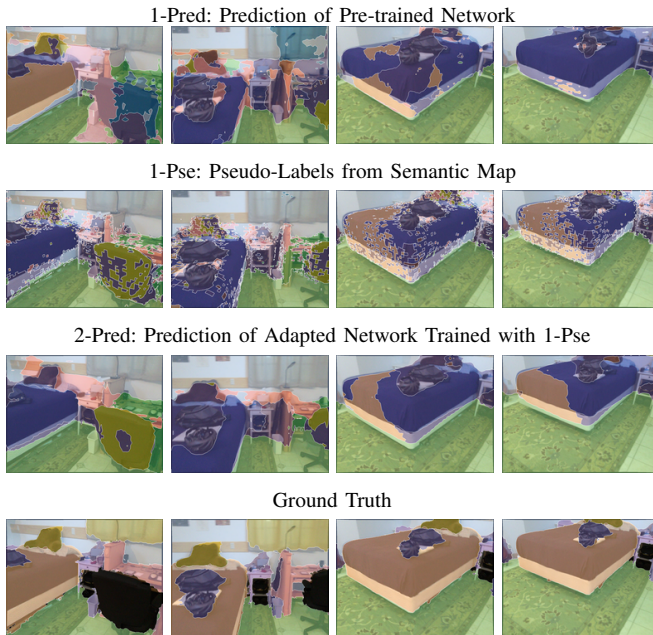 1-Pred: Prediction of Pre-trained Network
1-Pse: Pseudo-Labels from Semantic Map
2-Pred: Prediction of Adapted Network Trained with 1-Pse
Ground Truth